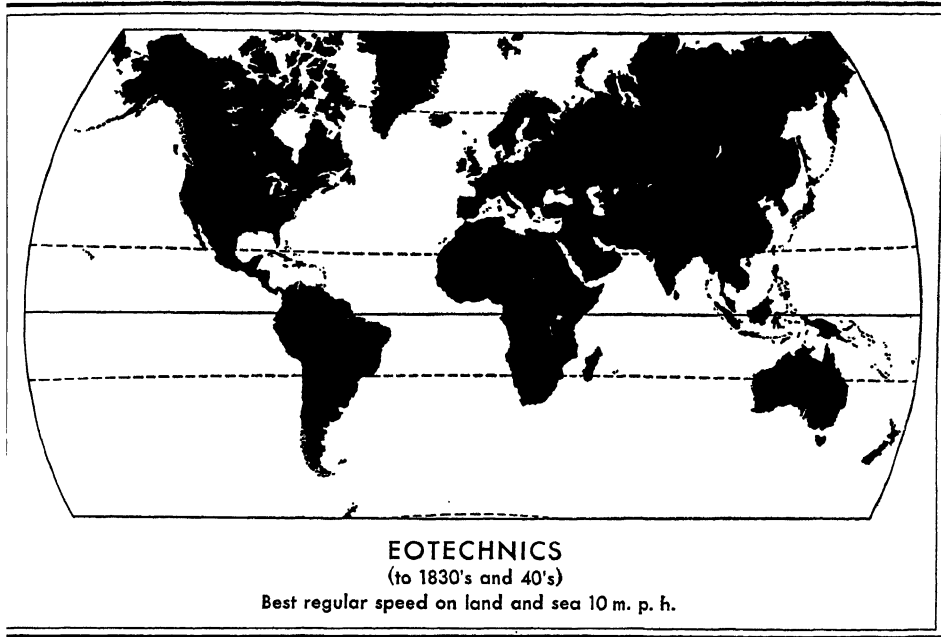 EOTECHNICS
(to 1830's and 40's)
Best regular speed on land and sea 10 m. p. h.